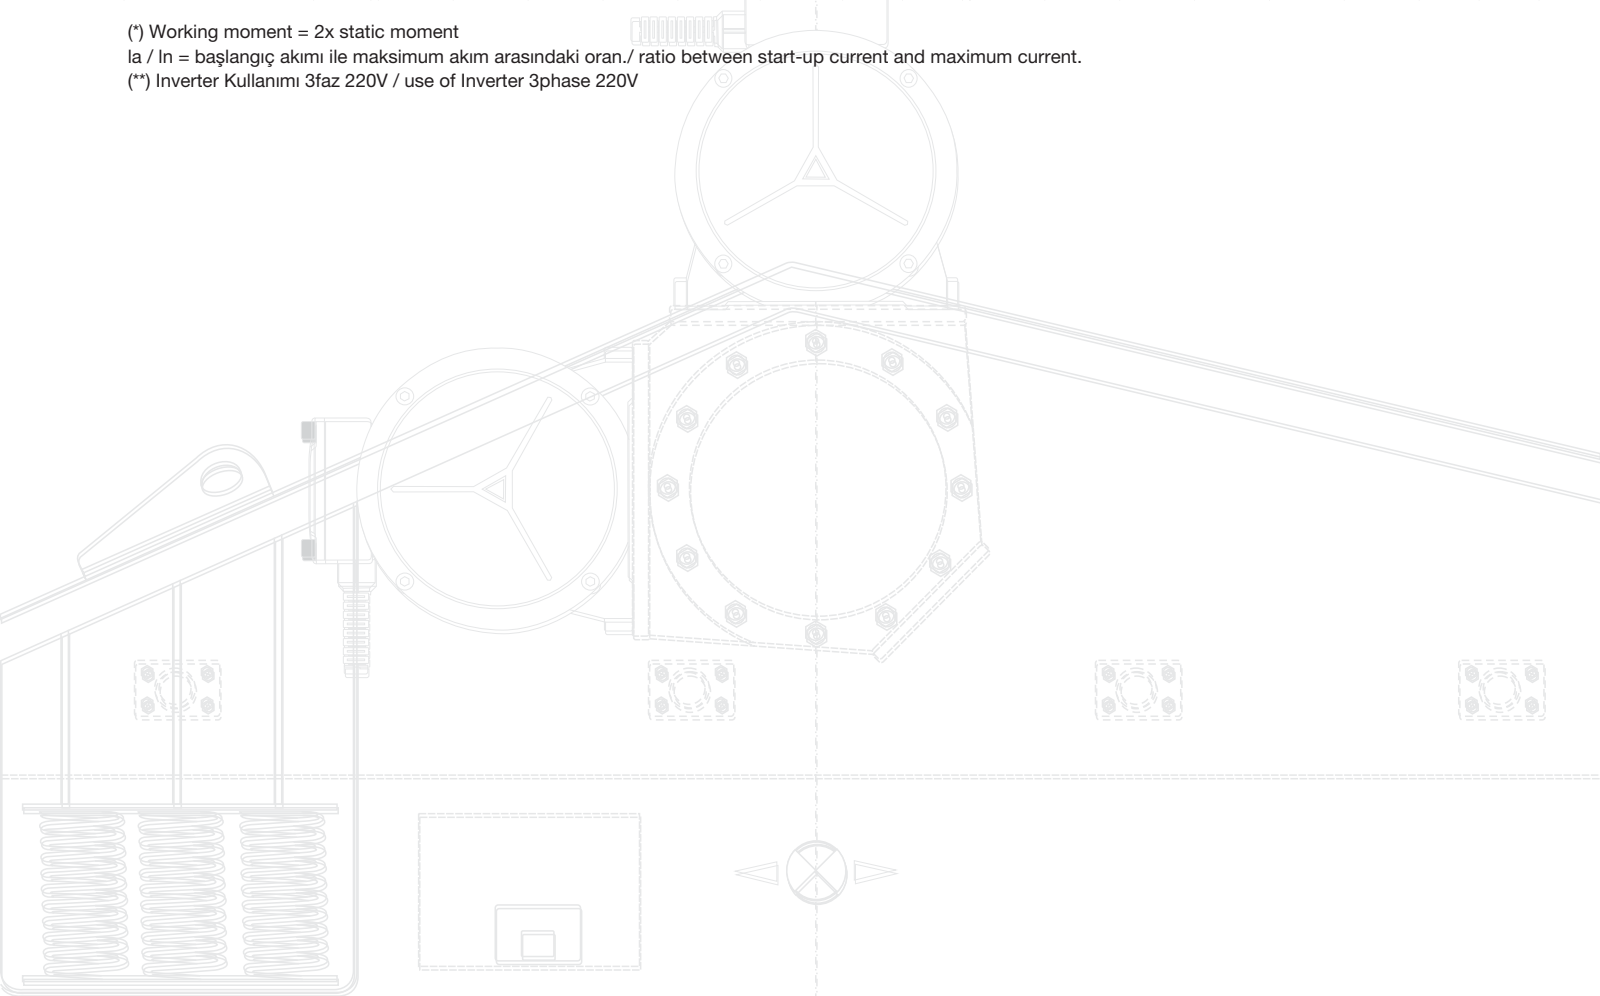 (*) Working moment = 2x static moment
Ia / In = başlangıç akımı ile maksimum akım arasındaki oran./ ratio between start-up current and maximum current.
(**) Inverter Kullanımı 3faz 220V / use of Inverter 3phase 220V